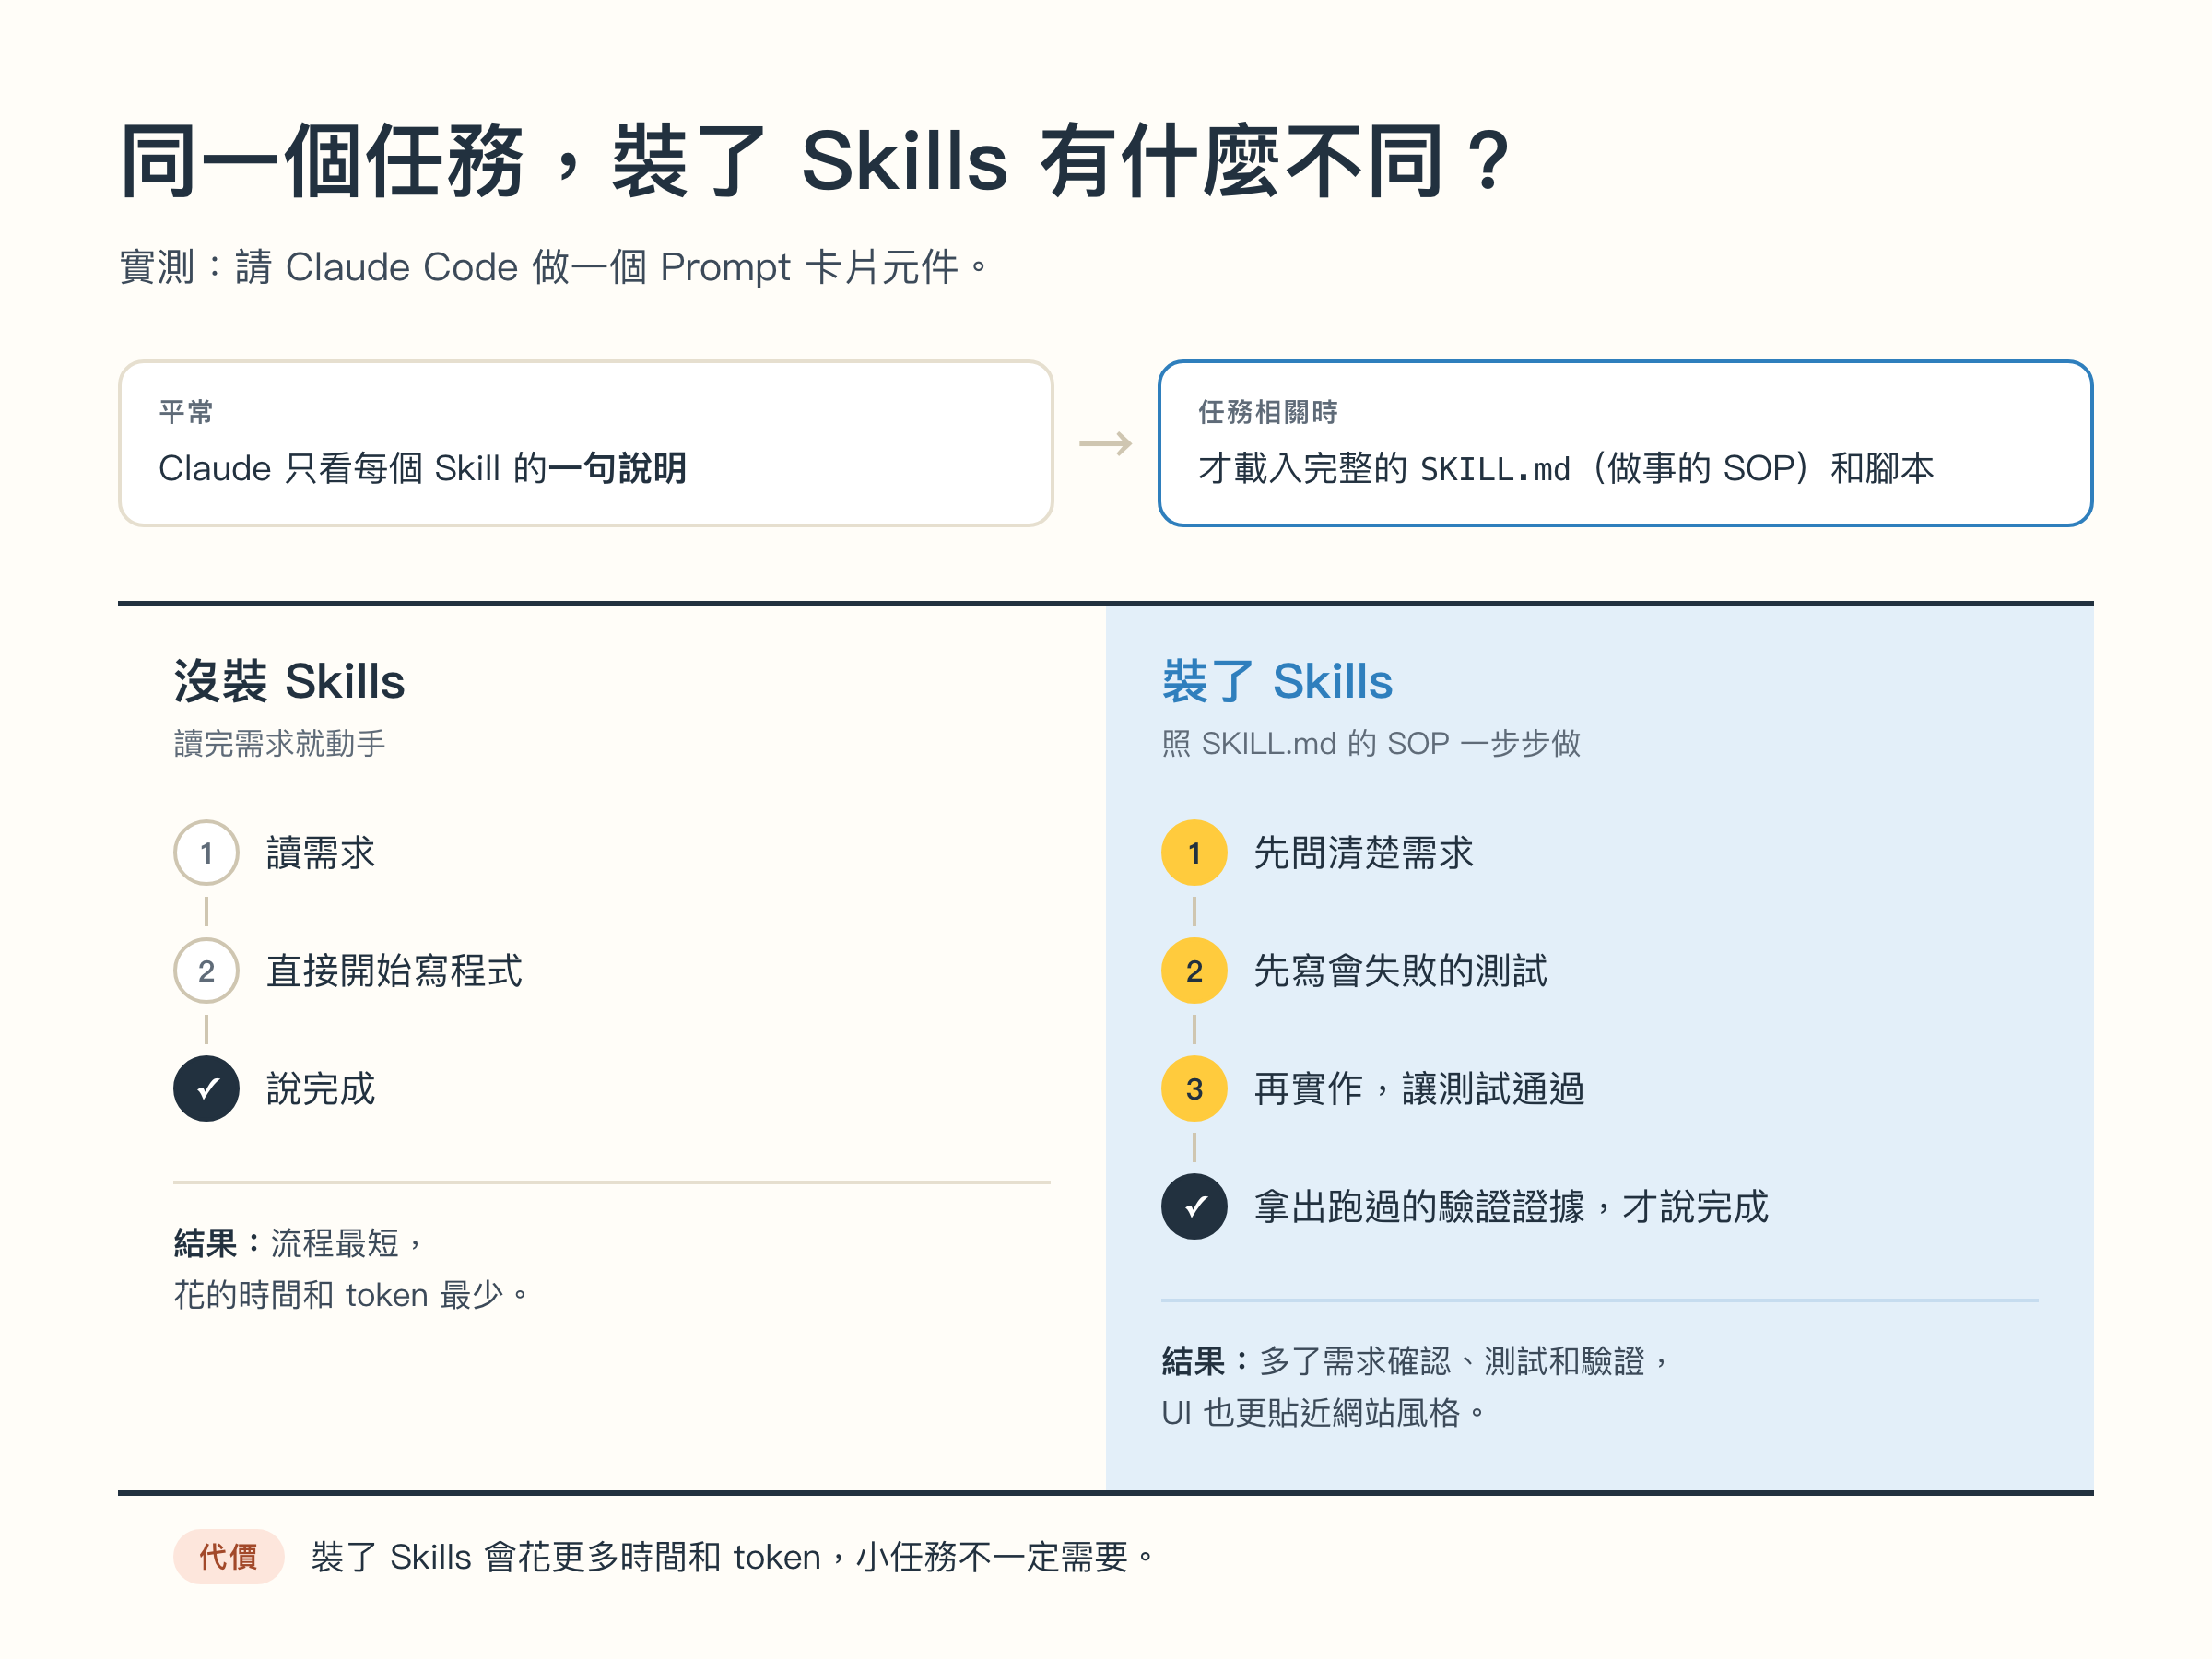 同一個任務，裝了 Skills 有什麼不同？
實測：請 Claude Code 做一個 Prompt 卡片元件。
平常
Claude 只看每個 Skill 的一句說明
→
任務相關時
才載入完整的 SKILL.md（做事的 SOP）和腳本
沒裝 Skills
讀完需求就動手
1 讀需求
2 直接開始寫程式
✓ 說完成
結果：流程最短，
花的時間和 token 最少。
裝了 Skills
照 SKILL.md 的 SOP 一步步做
1 先問清楚需求
2 先寫會失敗的測試
3 再實作，讓測試通過
✓ 拿出跑過的驗證證據，才說完成
結果：多了需求確認、測試和驗證，
UI 也更貼近網站風格。
代價 裝了 Skills 會花更多時間和 token，小任務不一定需要。